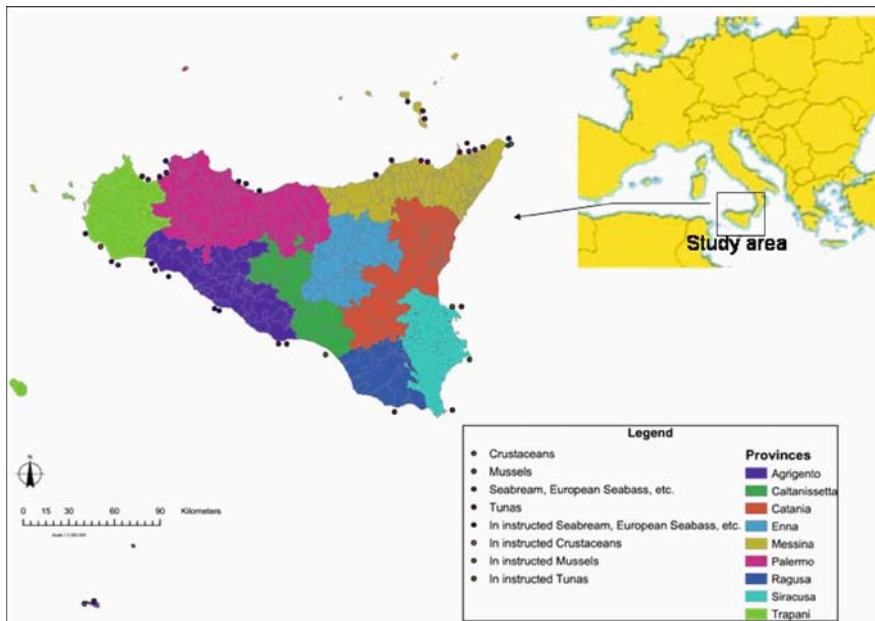 Study area
N
0 15 30 60 90 Kilometers
Legend
Crustaceans
Mussels
Seabream, European Seabass, etc.
Tunas
In instructed Seabream, European Seabass, etc.
In instructed Crustaceans
In instructed Mussels
In instructed Tunas
Provinces
Agrigento
Caltanissetta
Catania
Enna
Messina
Palermo
Ragusa
Siracusa
Trapani